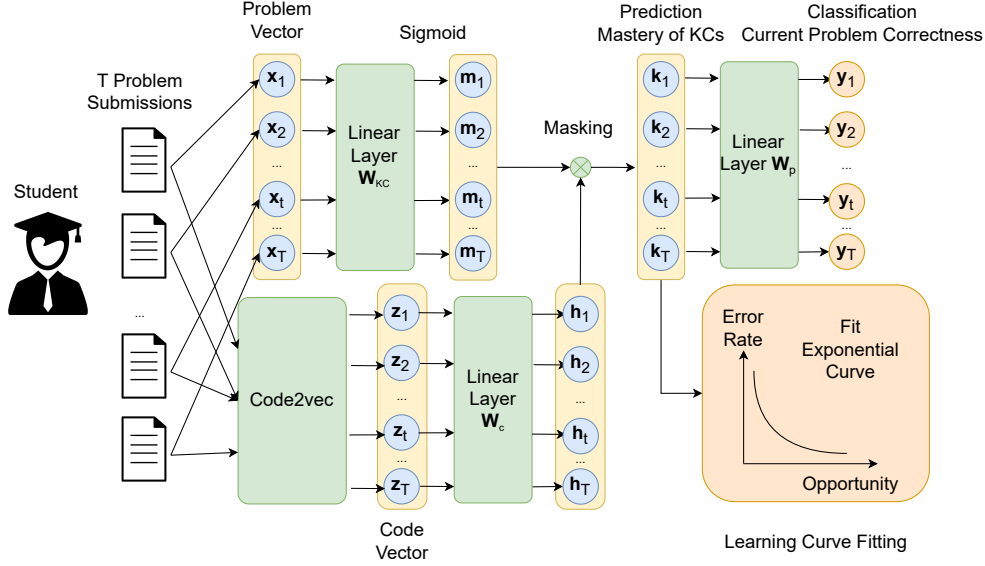 Problem
Vector
Sigmoid
Prediction
Mastery of KCs
Classification
Current Problem Correctness
T Problem
Submissions
Student
...
x1
x2
...
xt
...
xT
Linear
Layer
WKC
m1
m2
...
mt
...
mT
Masking
k1
k2
...
kt
...
kT
Linear
Layer Wp
y1
y2
...
yt
...
yT
Code2vec
z1
z2
...
zt
...
zT
Code
Vector
Linear
Layer
Wc
h1
h2
...
ht
...
hT
Error
Rate
Fit
Exponential
Curve
Opportunity
Learning Curve Fitting